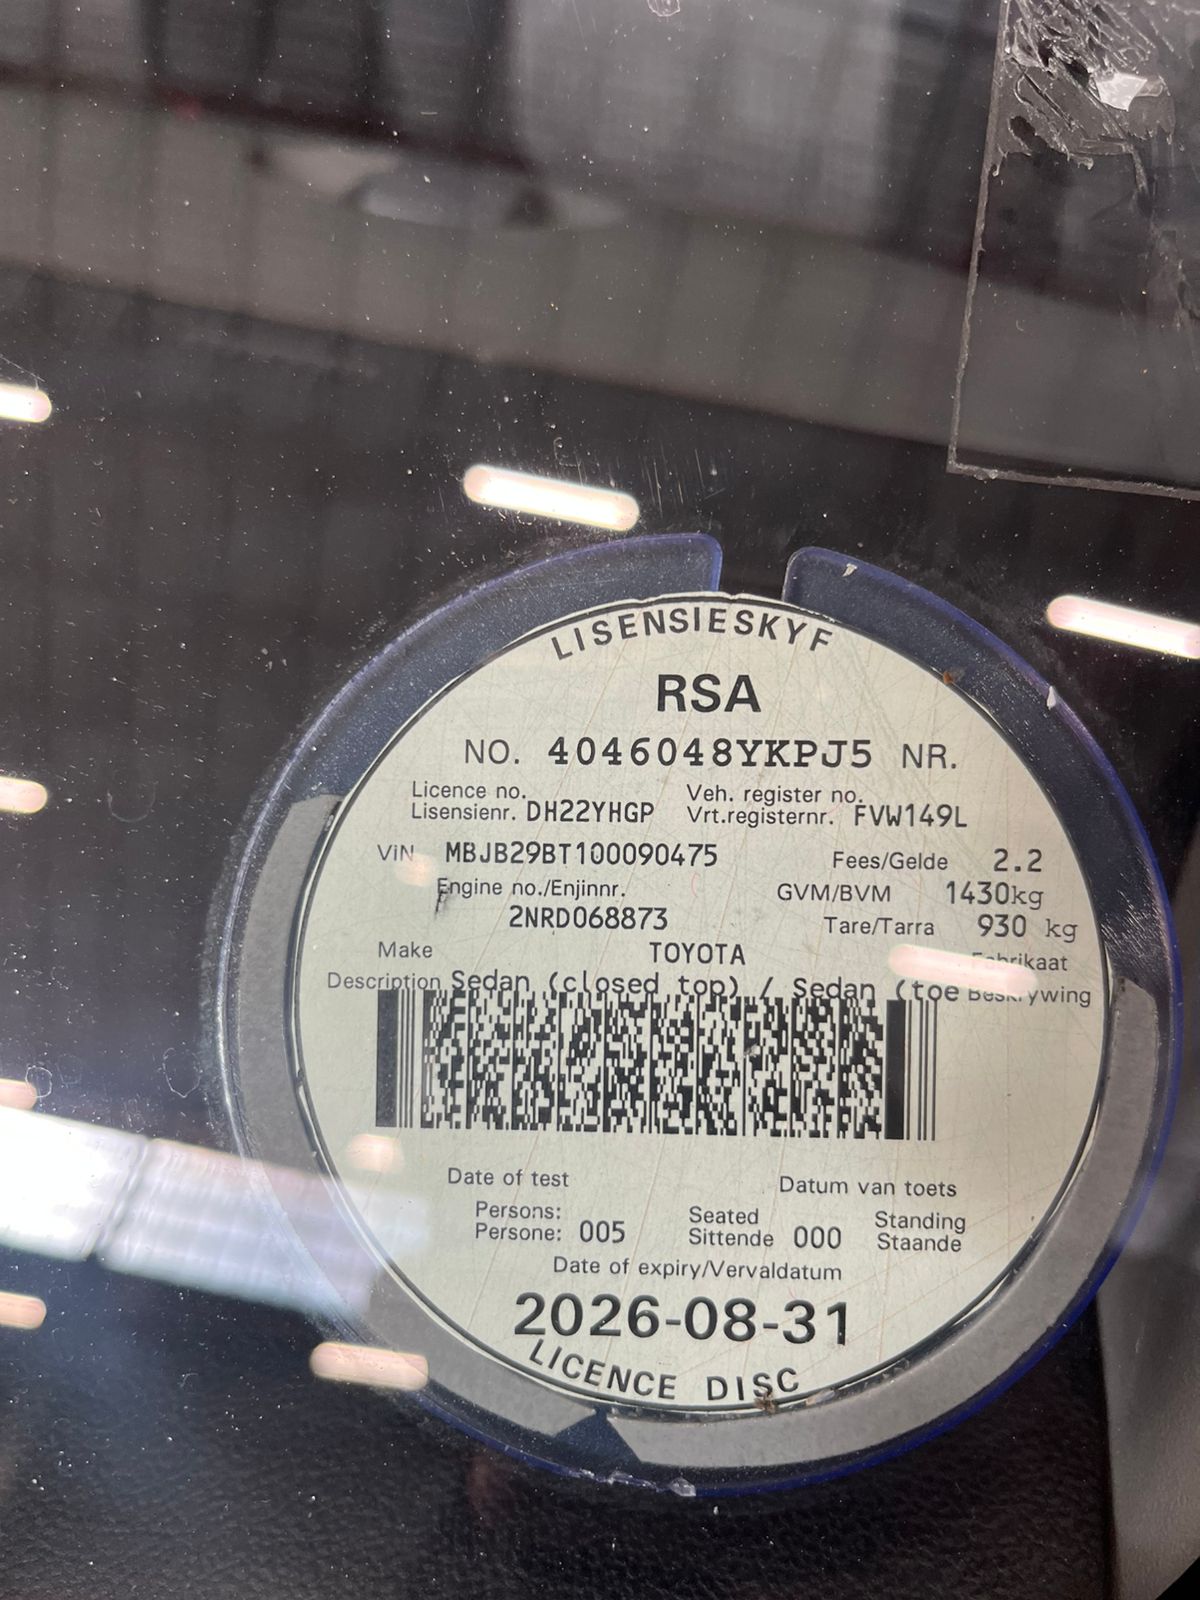 LISENSIESKYF
RSA
NO. 4046048YKPJ5 NR.
Licence no. Veh. register no.
Lisensienr. DH22YHGP Vrt.registernr. FVW149L
VIN MBJB29BT100090475 Fees/Gelde 2.2
Engine no./Enjinnr. GVM/BVM 1430kg
2NRD068873 Tare/Tarra 930 kg
Make TOYOTA Fabrikaat
Description Sedan (closed top) / Sedan (toe Beskrywing
Date of test Datum van toets
Persons: Seated Standing
Persone: 005 Sittende 000 Staande
Date of expiry/Vervaldatum
2026-08-31
LICENCE DISC